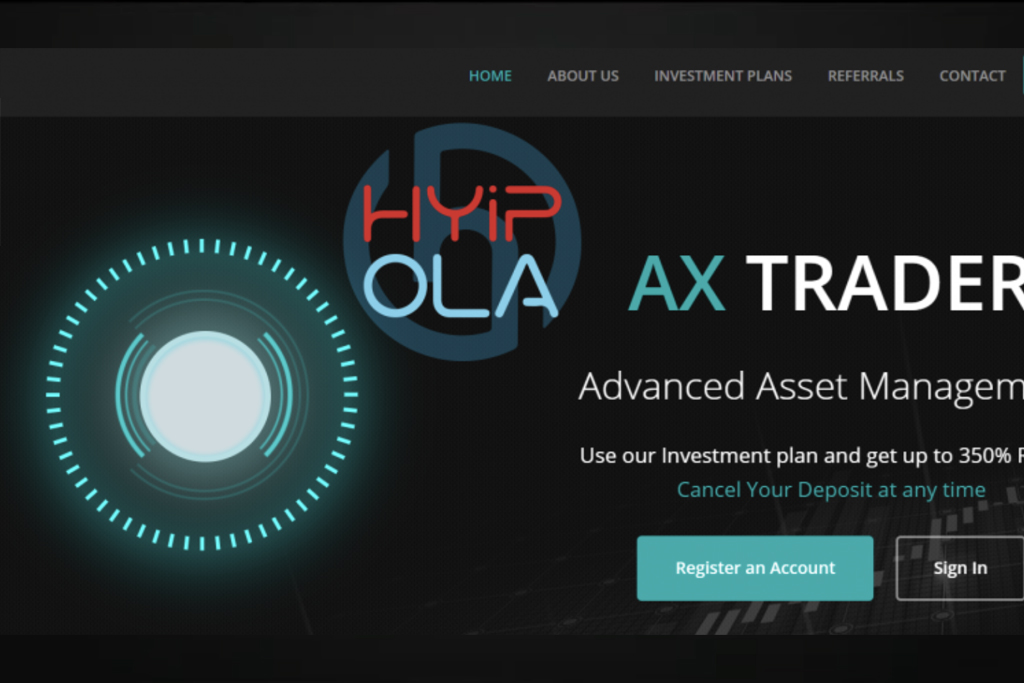 HOME ABOUT US INVESTMENT PLANS REFERRALS CONTACT
HYiP
OLA
AX TRADER
Advanced Asset Managem
Use our Investment plan and get up to 350%
Cancel Your Deposit at any time
Register an Account Sign In